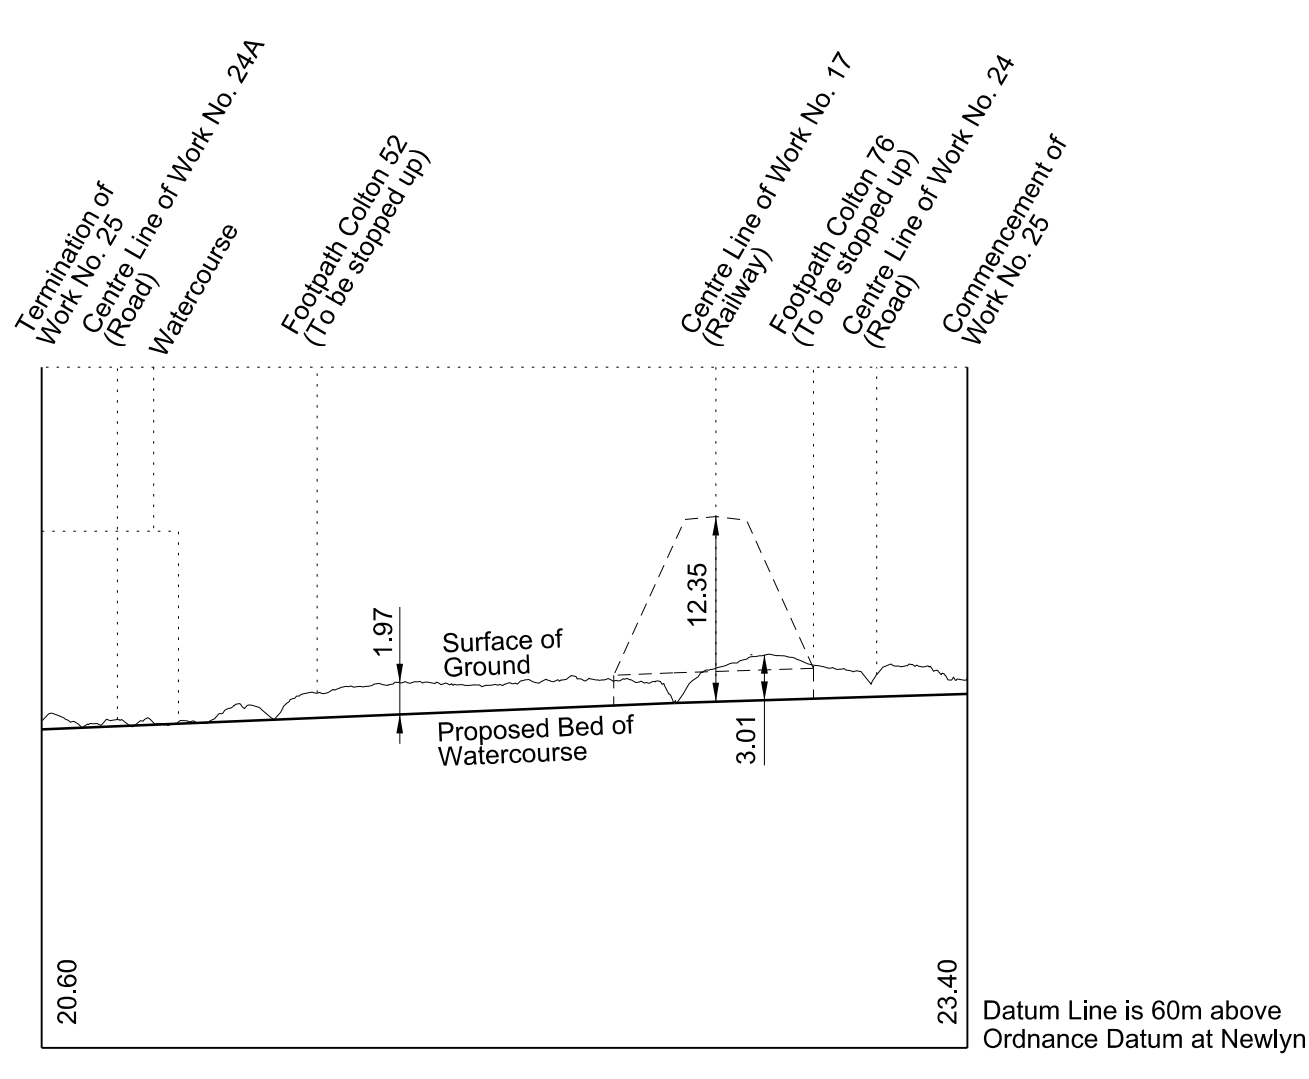 Termination of
Work No. 25
Centre Line of Work No. 24A
(Road)
Watercourse
Footpath Colton 52
(To be stopped up)
Centre Line of Work No. 17
(Railway)
Footpath Colton 76
(To be stopped up)
Centre Line of Work No. 24
(Road)
Commencement of
Work No. 25
1.97
Surface of
Ground
12.35
Proposed Bed of
Watercourse
3.01
20.60
23.40
Datum Line is 60m above
Ordnance Datum at Newlyn